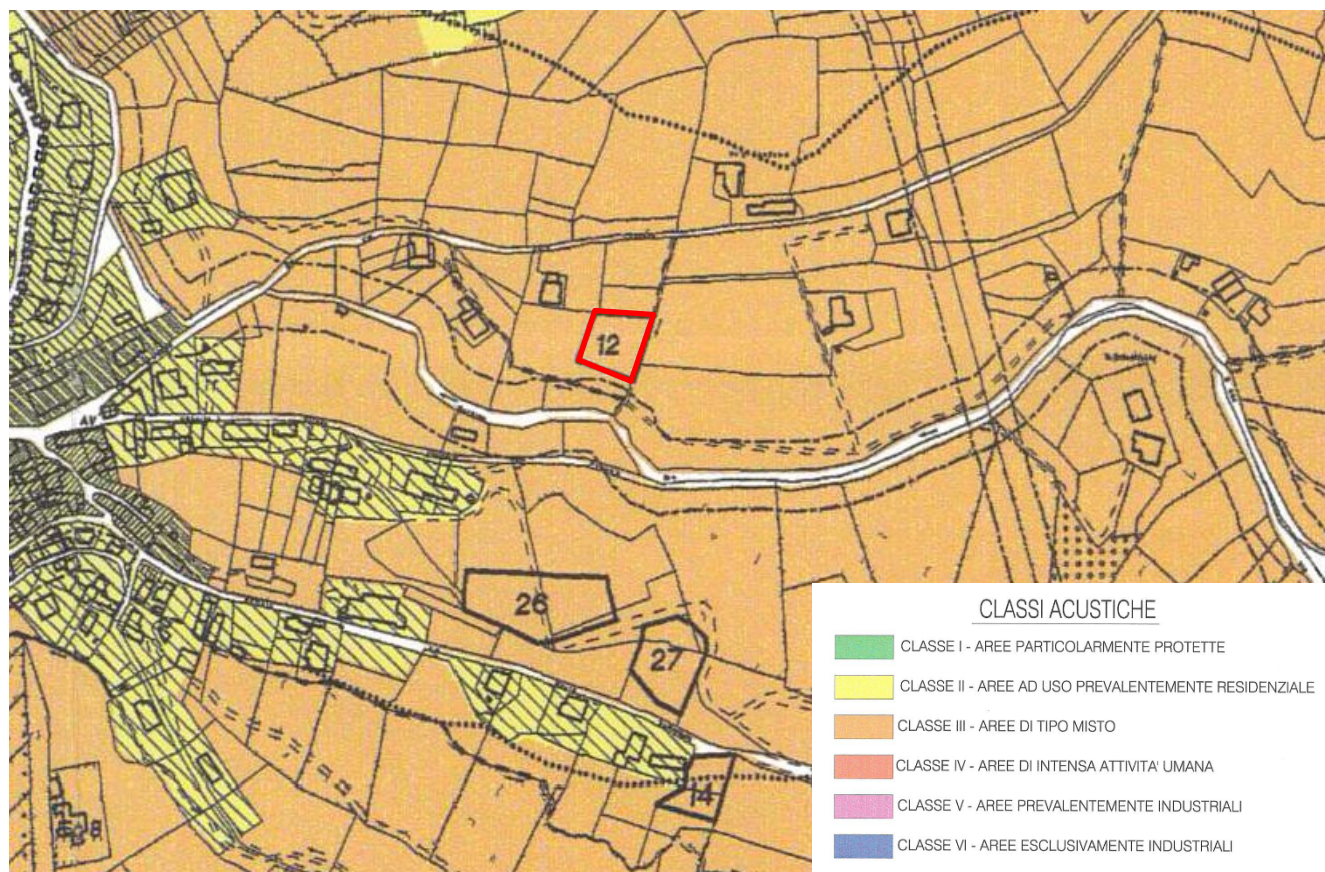 12
26
27
14
8
CLASSI ACUSTICHE
CLASSE I - AREE PARTICOLARMENTE PROTETTE
CLASSE II - AREE AD USO PREVALENTEMENTE RESIDENZIALE
CLASSE III - AREE DI TIPO MISTO
CLASSE IV - AREE DI INTENSA ATTIVITA' UMANA
CLASSE V - AREE PREVALENTEMENTE INDUSTRIALI
CLASSE VI - AREE ESCLUSIVAMENTE INDUSTRIALI